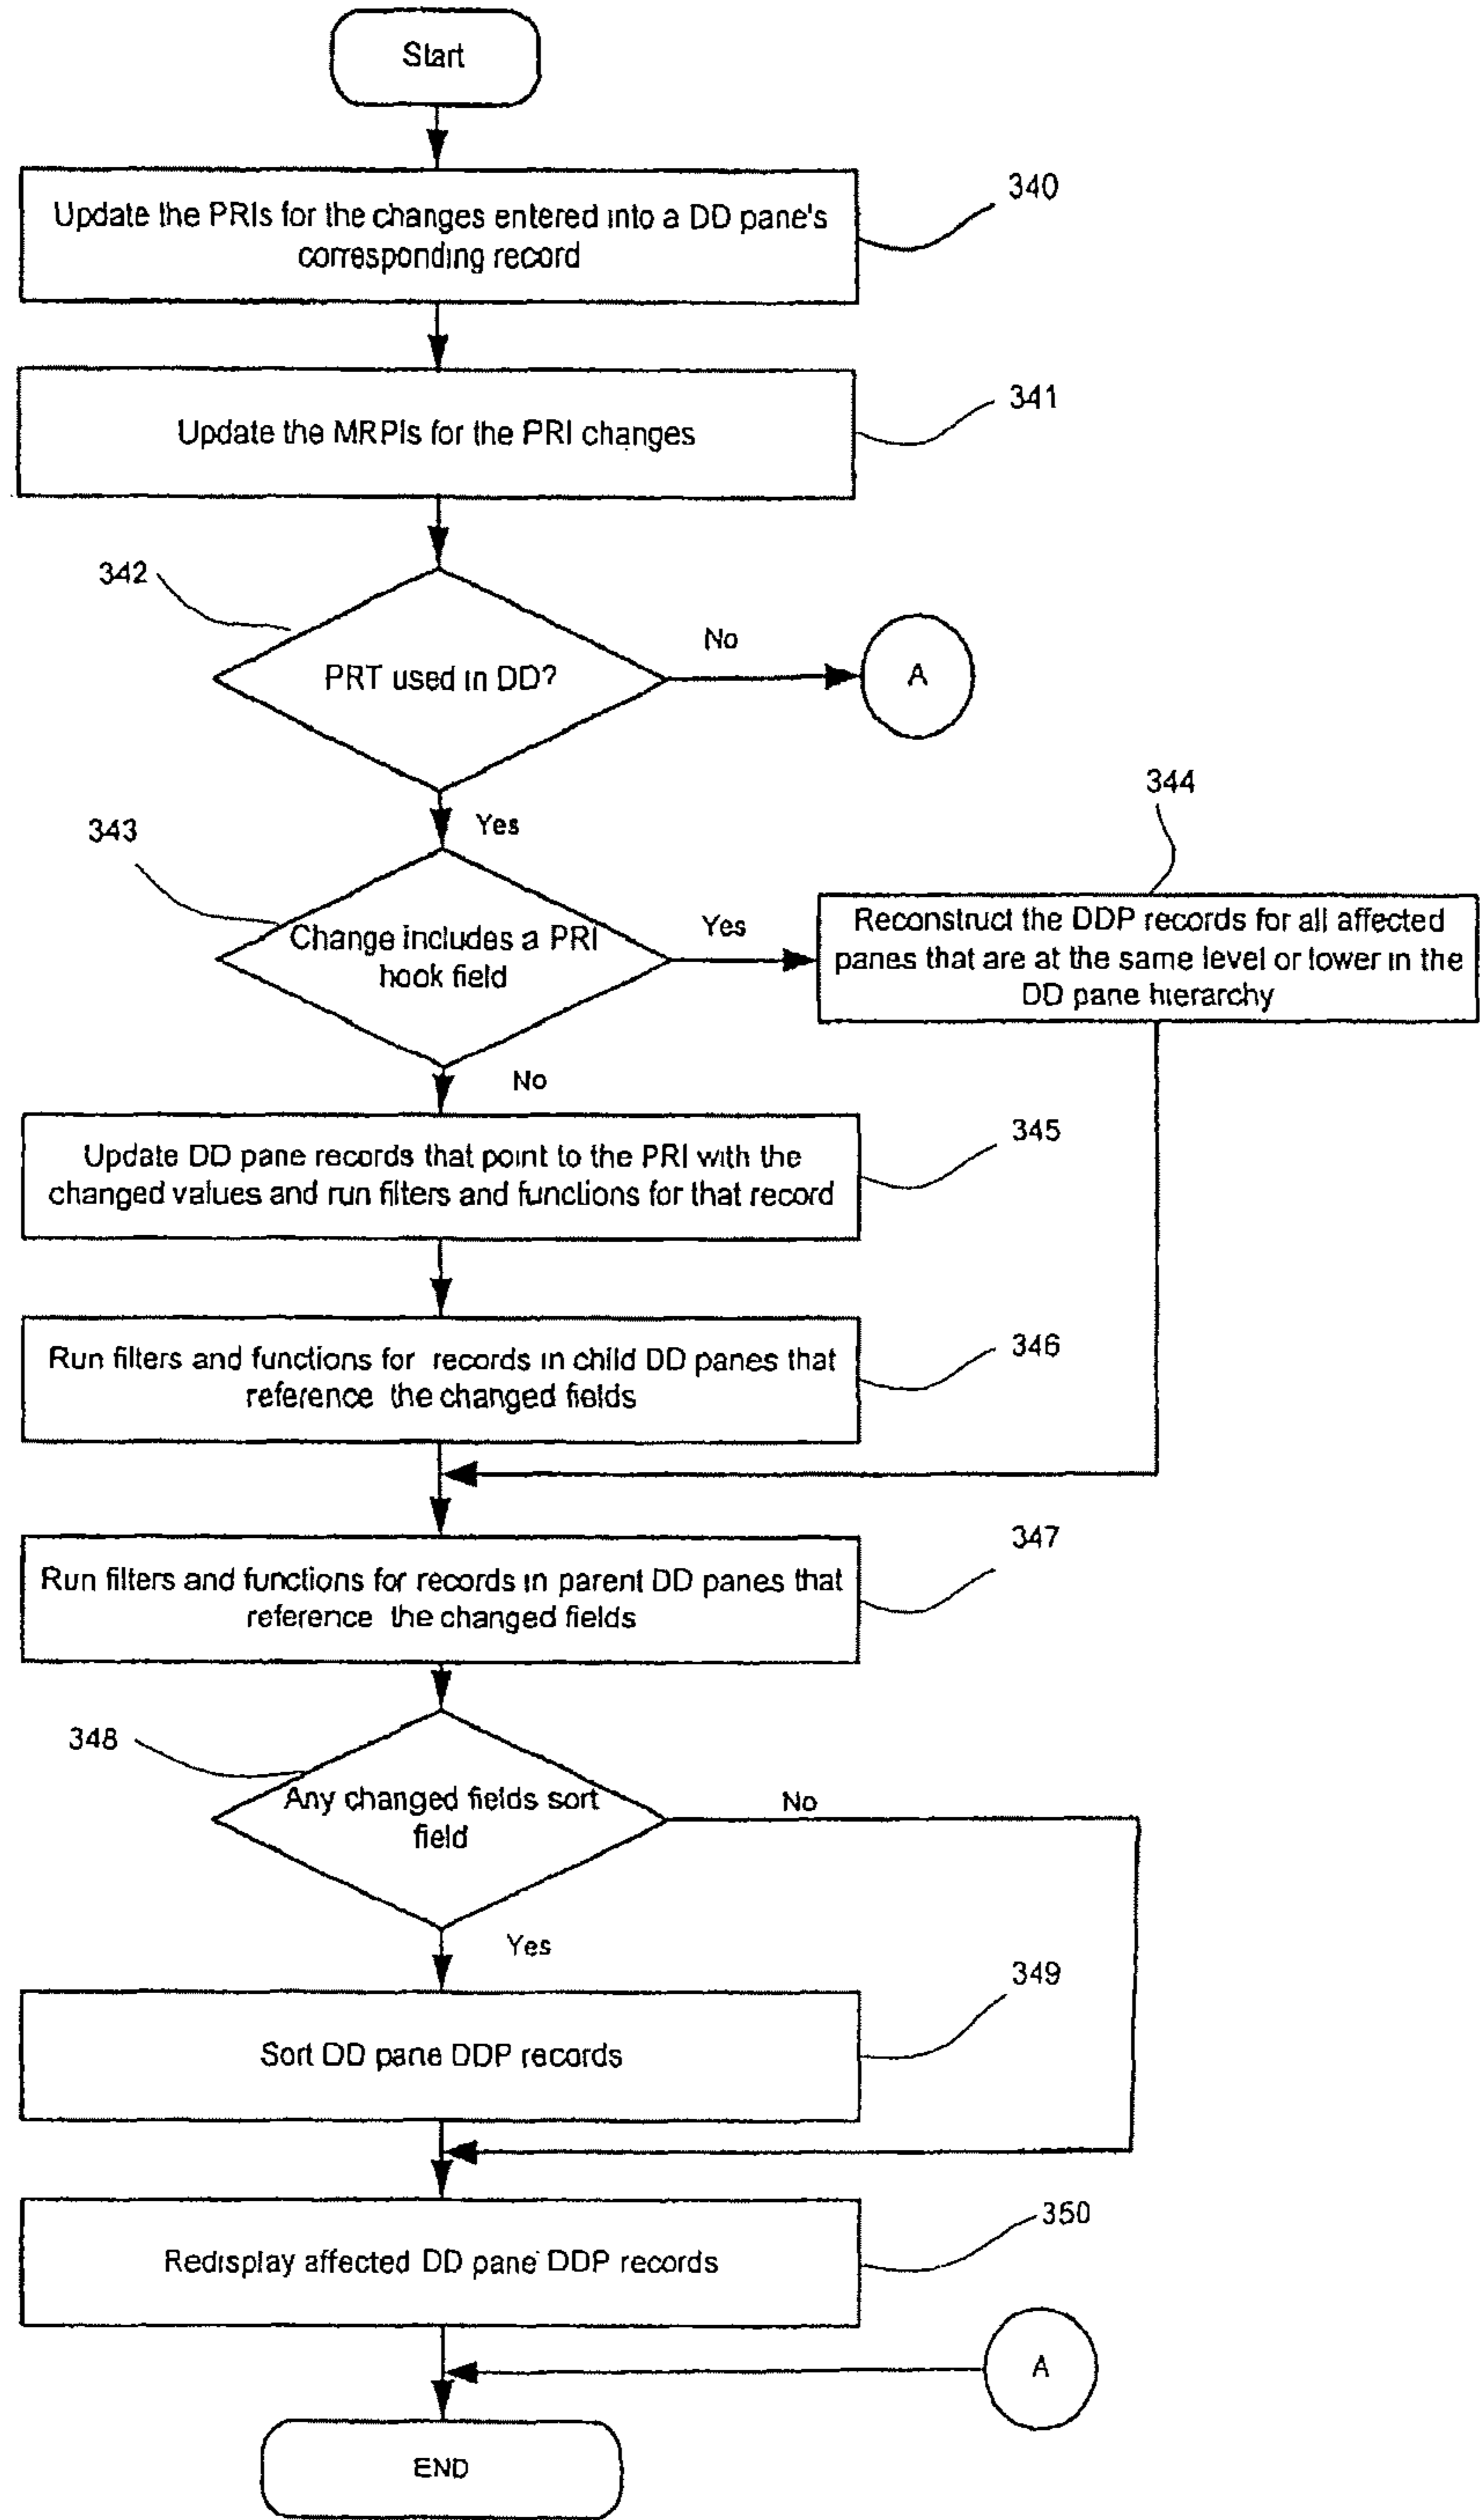 Start
Update the PRIs for the changes entered into a DD pane's
corresponding record
340
Update the MRPIs for the PRI changes
341
342
PRT used in DD?
No
A
Yes
343
Change includes a PRI
hook field
Yes
344
Reconstruct the DDP records for all affected
panes that are at the same level or lower in the
DD pane hierarchy
No
Update DD pane records that point to the PRI with the
changed values and run filters and functions for that record
345
Run filters and functions for records in child DD panes that
reference the changed fields
346
Run filters and functions for records in parent DD panes that
reference the changed fields
347
348
Any changed fields sort
field
No
Yes
349
Sort DD pane DDP records
Redisplay affected DD pane DDP records
350
A
END